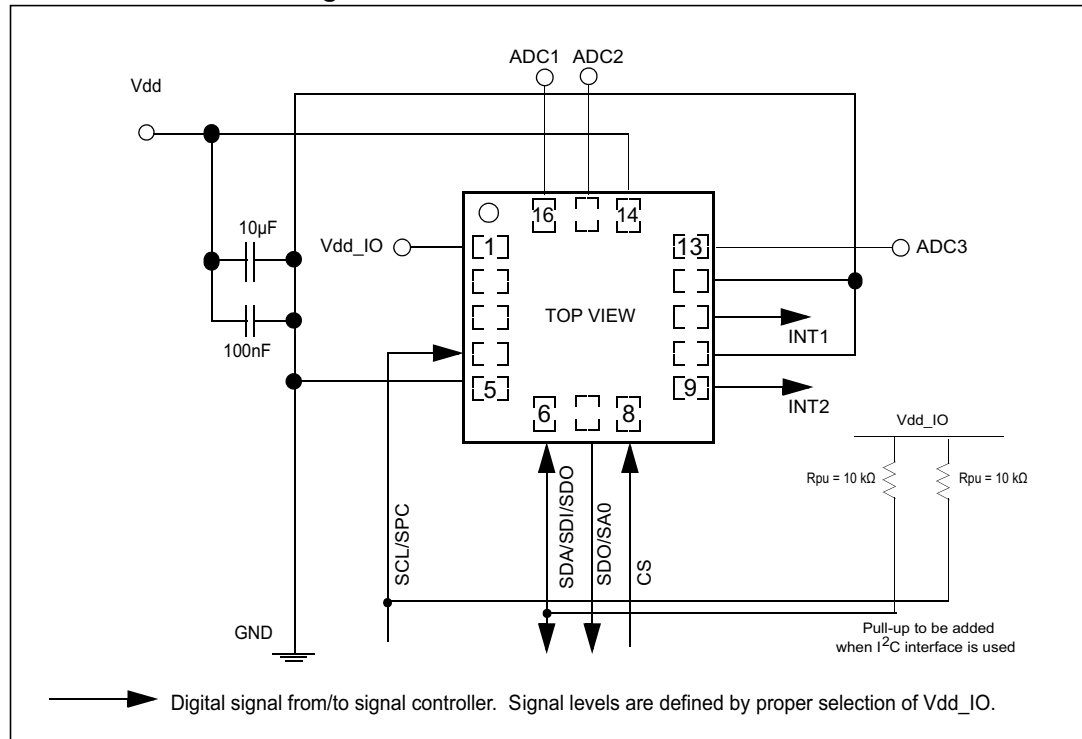 ADC1 ADC2
Vdd
16 14
10µF
Vdd_IO
1 13
ADC3
TOP VIEW
INT1
100nF
5 9
6 8
INT2
Vdd_IO
Rpu = 10 kΩ Rpu = 10 kΩ
SCL/SPC
SDA/SDI/SDO
SDO/SA0
CS
GND
Pull-up to be added
when I²C interface is used
Digital signal from/to signal controller. Signal levels are defined by proper selection of Vdd_IO.